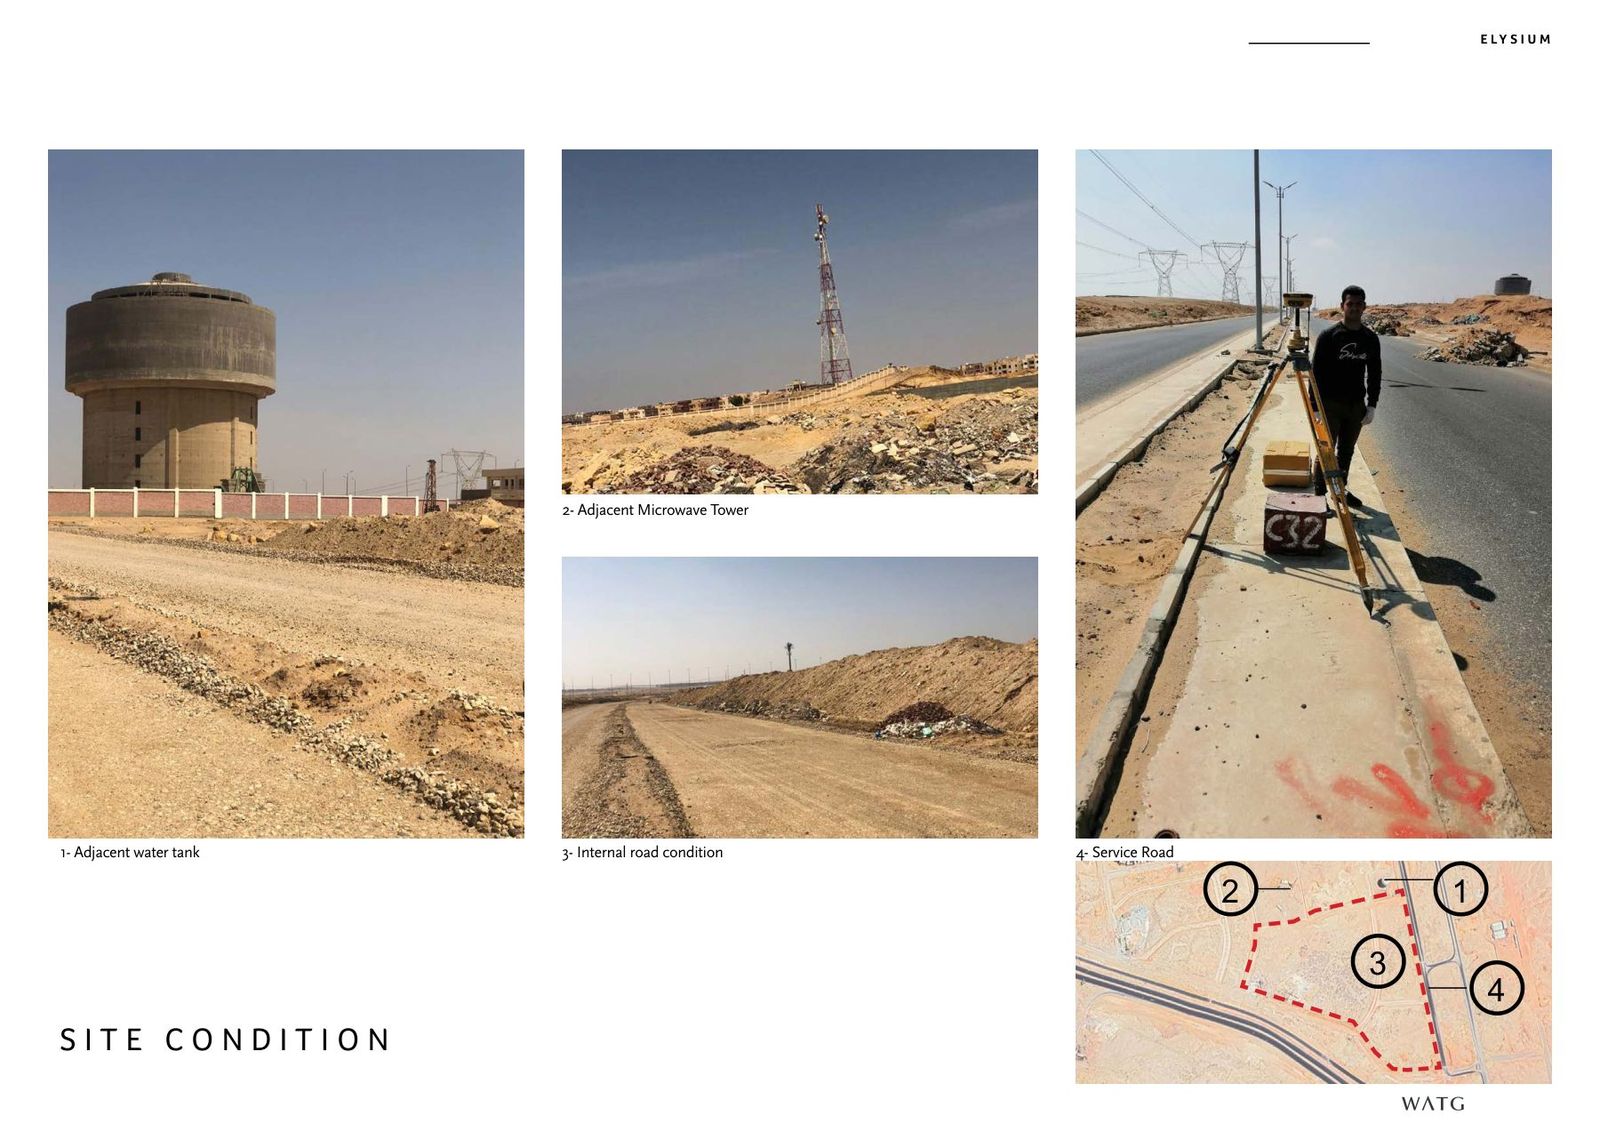 ELYSIUM
1- Adjacent water tank
2- Adjacent Microwave Tower
3- Internal road condition
C32
4- Service Road
2
1
3
4
SITE CONDITION
WATG